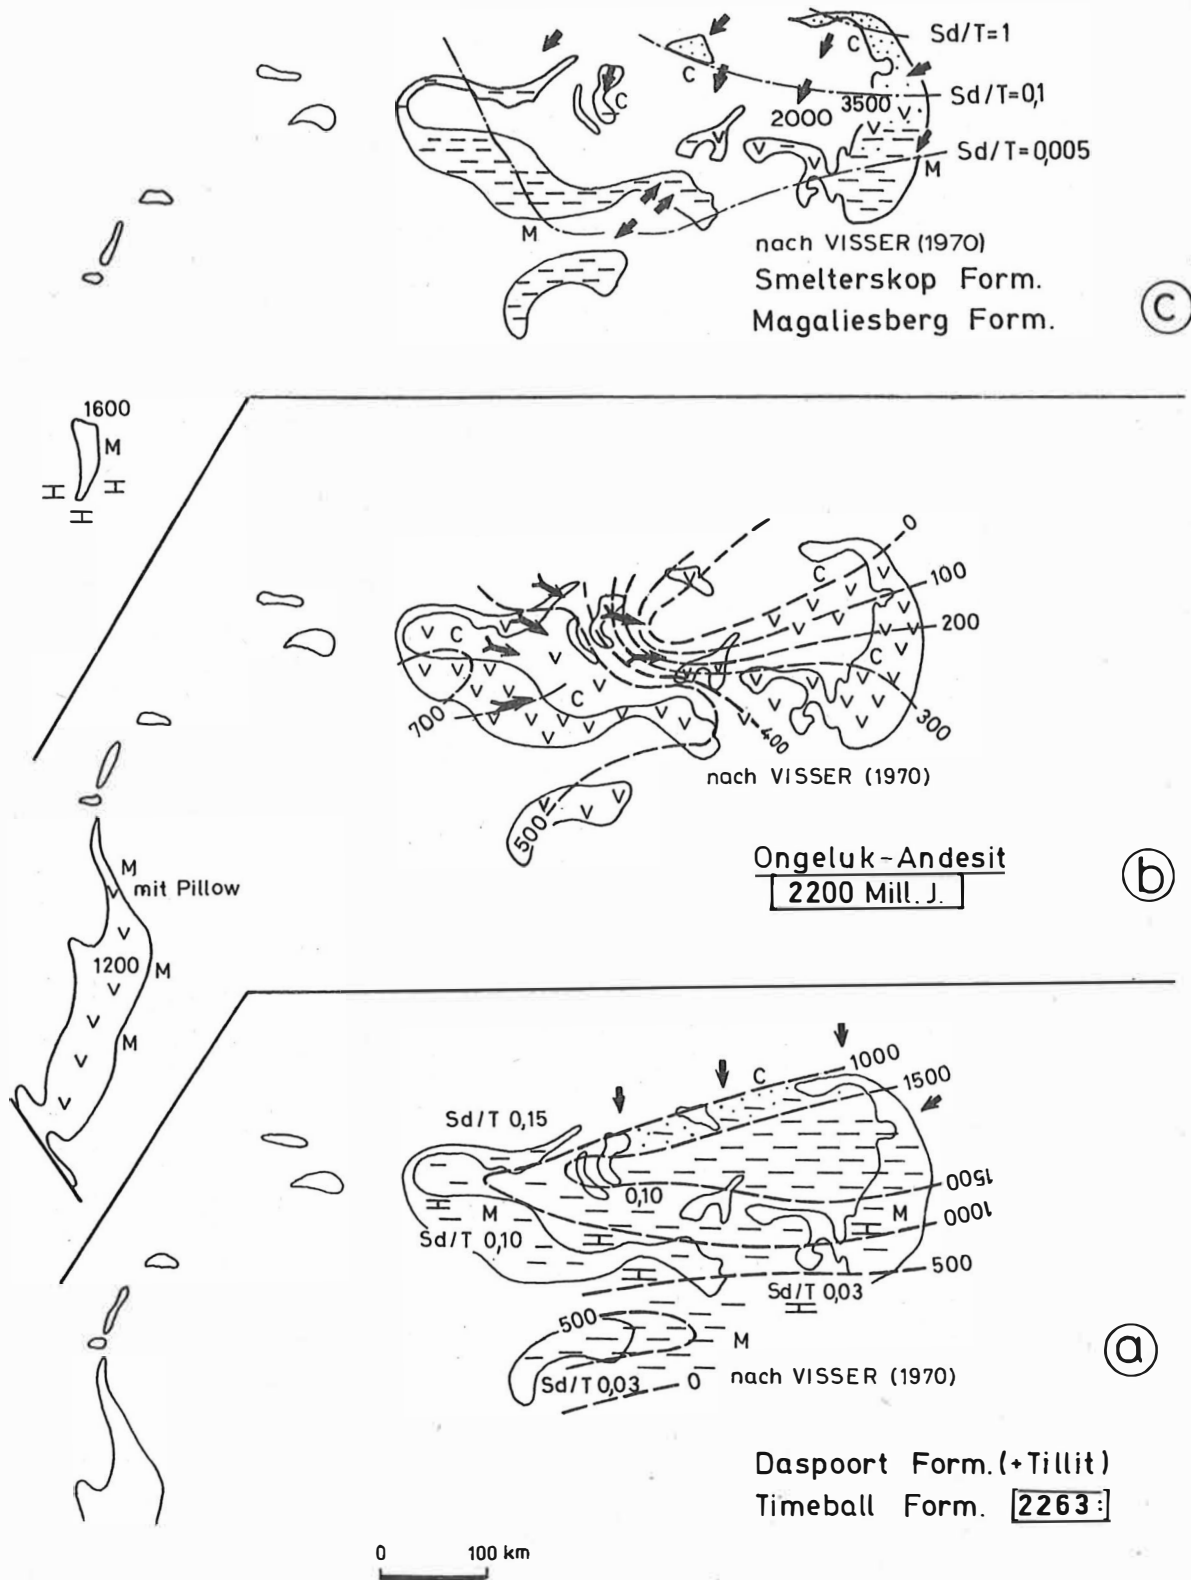 Sd/T=1
C
C
C
Sd/T=0,1
3500
2000
Sd/T=0,005
M
M
nach VISSER (1970)
Smelterskop Form.
Magaliesberg Form.
c
1600
M
H
H
H
0
100
200
C
C
C
C
700
300
400
500
nach VISSER (1970)
Ongeluk-Andesit
2200 Mill. J.
b
M
mit Pillow
1200
M
M
1000
1500
C
Sd/T 0,15
0,10
1500
M
M
1000
Sd/T 0,10
500
Sd/T 0,03
500
M
Sd/T 0,03
0
nach VISSER (1970)
a
Daspoort Form. (+Tillit)
Timeball Form. [2263:]
0 100 km